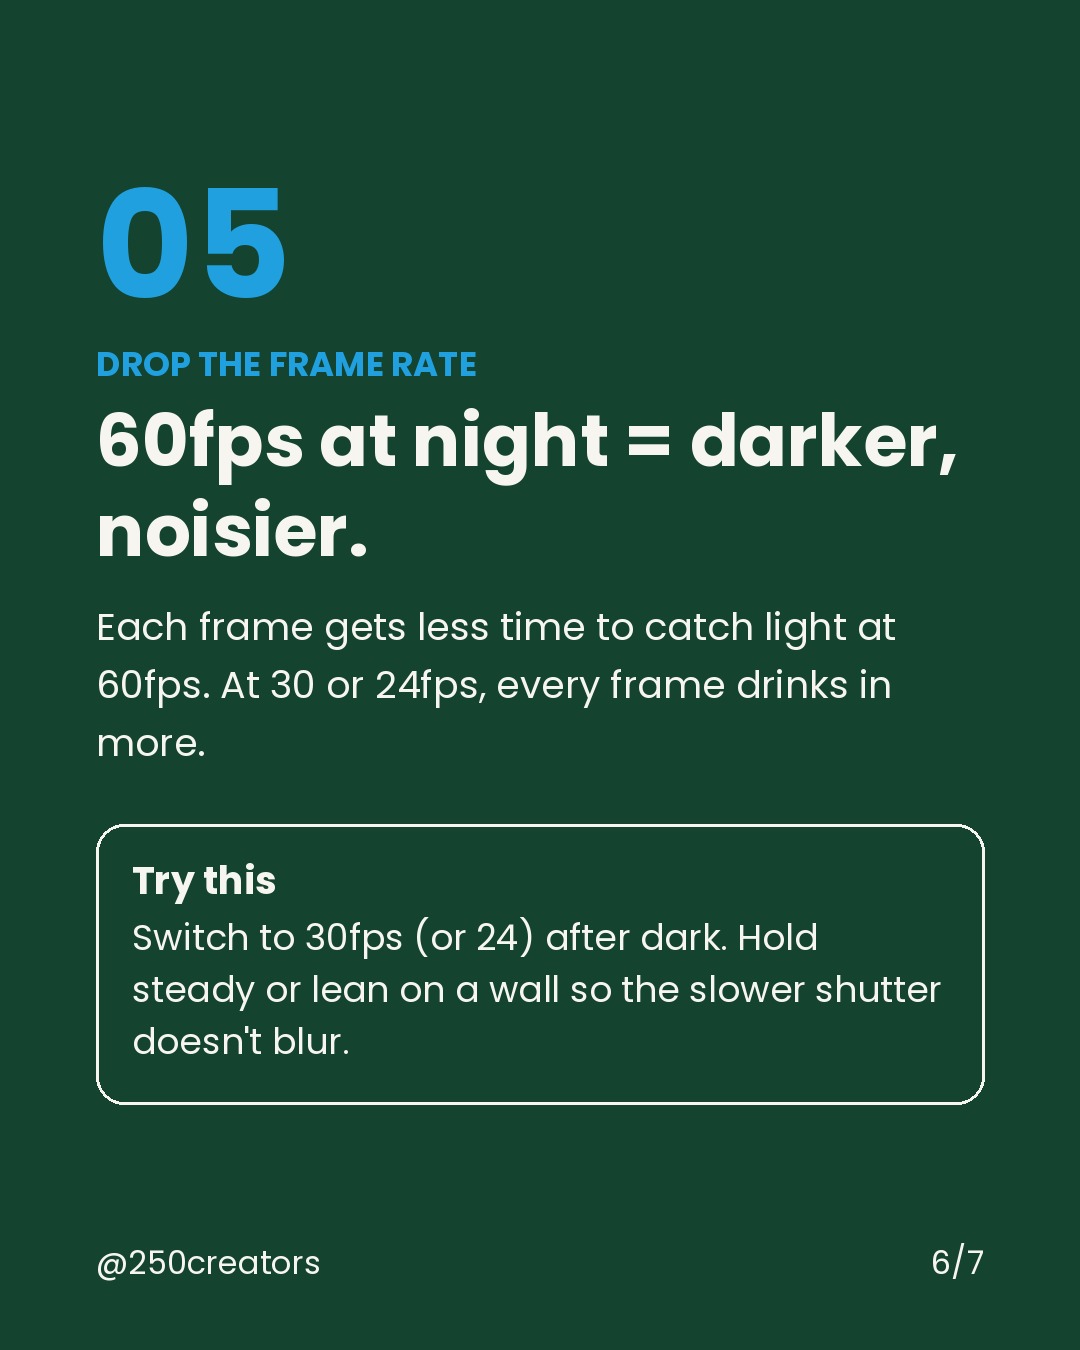 05
DROP THE FRAME RATE
60fps at night = darker,
noisier.
Each frame gets less time to catch light at
60fps. At 30 or 24fps, every frame drinks in
more.
Try this
Switch to 30fps (or 24) after dark. Hold
steady or lean on a wall so the slower shutter
doesn't blur.
@250creators
6/7